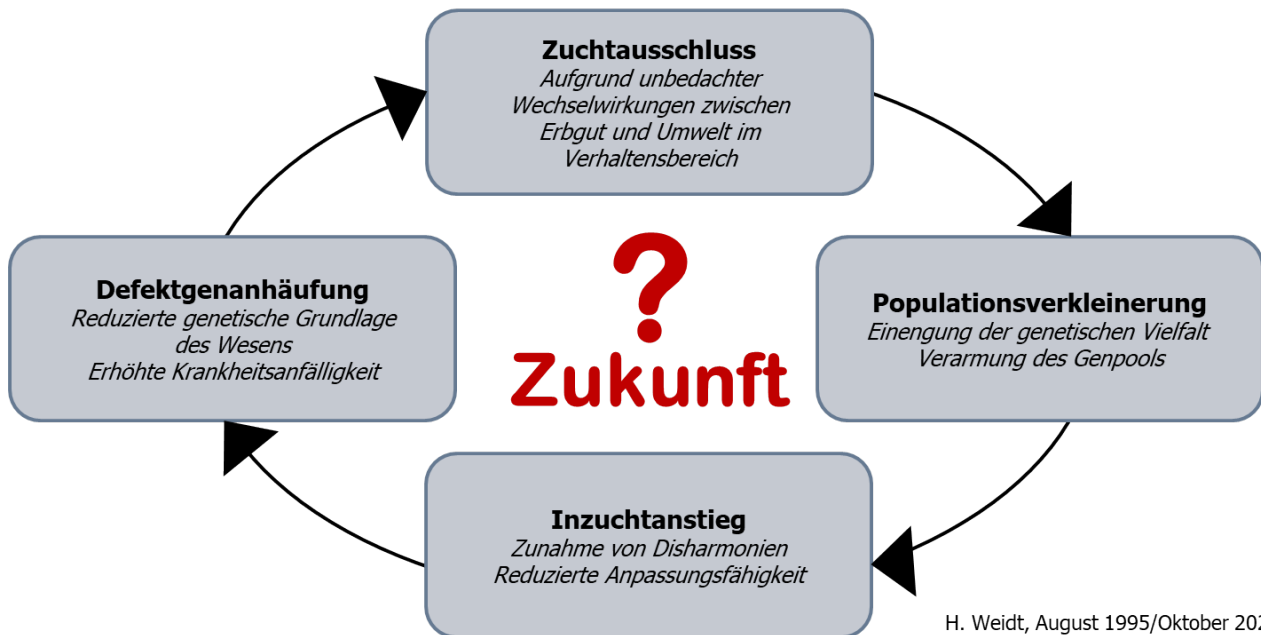 Zuchtausschluss
Aufgrund unbedachter
Wechselwirkungen zwischen
Erbgut und Umwelt im
Verhaltensbereich
Defektgenanhäufung
Reduzierte genetische Grundlage
des Wesens
Erhöhte Krankheitsanfälligkeit
?
Zukunft
Populationsverkleinerung
Einengung der genetischen Vielfalt
Verarmung des Genpools
Inzuchtanstieg
Zunahme von Disharmonien
Reduzierte Anpassungsfähigkeit
H. Weidt, August 1995/Oktober